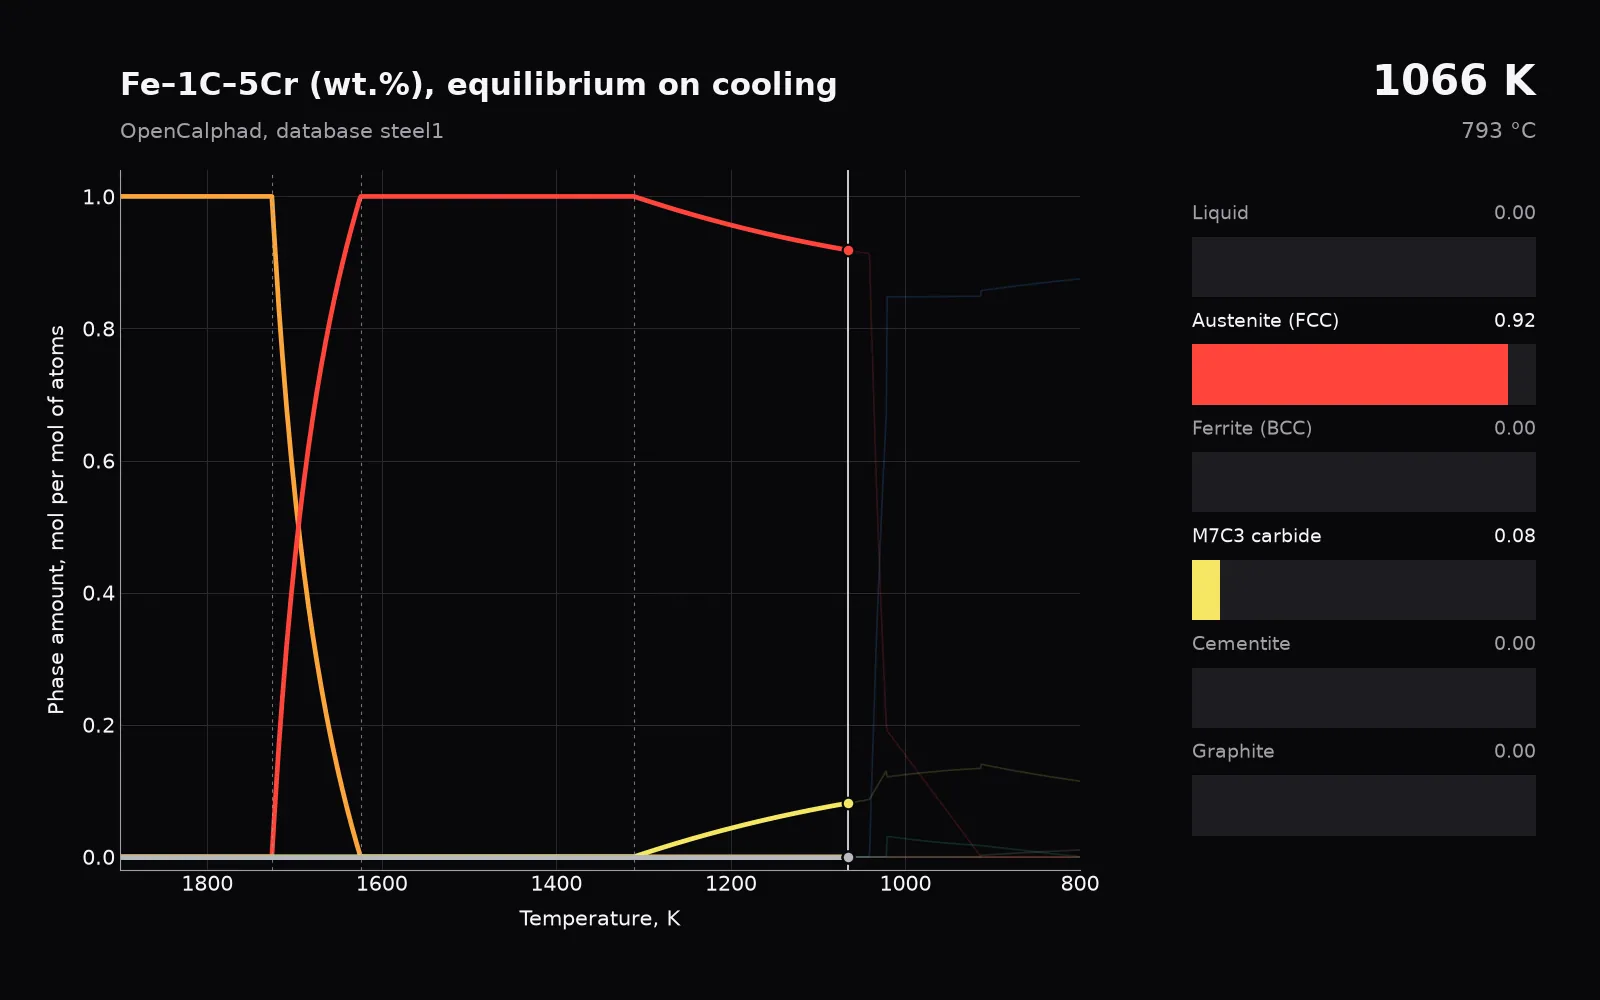 Fe–1C–5Cr (wt.%), equilibrium on cooling
OpenCalphad, database steel1
1066 K
793 °C
Phase amount, mol per mol of atoms
1.0
0.8
0.6
0.4
0.2
0.0
1800 1600 1400 1200 1000 800
Temperature, K
Liquid 0.00
Austenite (FCC) 0.92
Ferrite (BCC) 0.00
M7C3 carbide 0.08
Cementite 0.00
Graphite 0.00